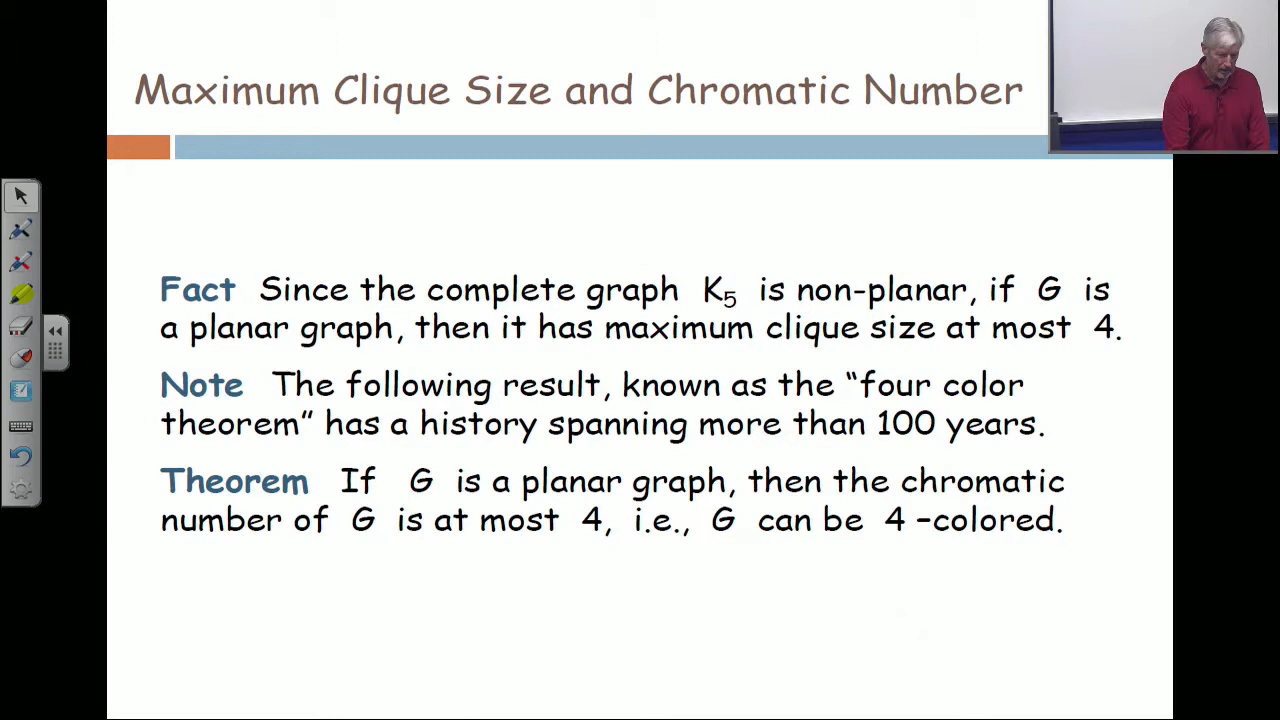 Maximum Clique Size and Chromatic Number
Fact Since the complete graph K₅ is non-planar, if G is
a planar graph, then it has maximum clique size at most 4.
Note The following result, known as the “four color
theorem” has a history spanning more than 100 years.
Theorem If G is a planar graph, then the chromatic
number of G is at most 4, i.e., G can be 4 –colored.